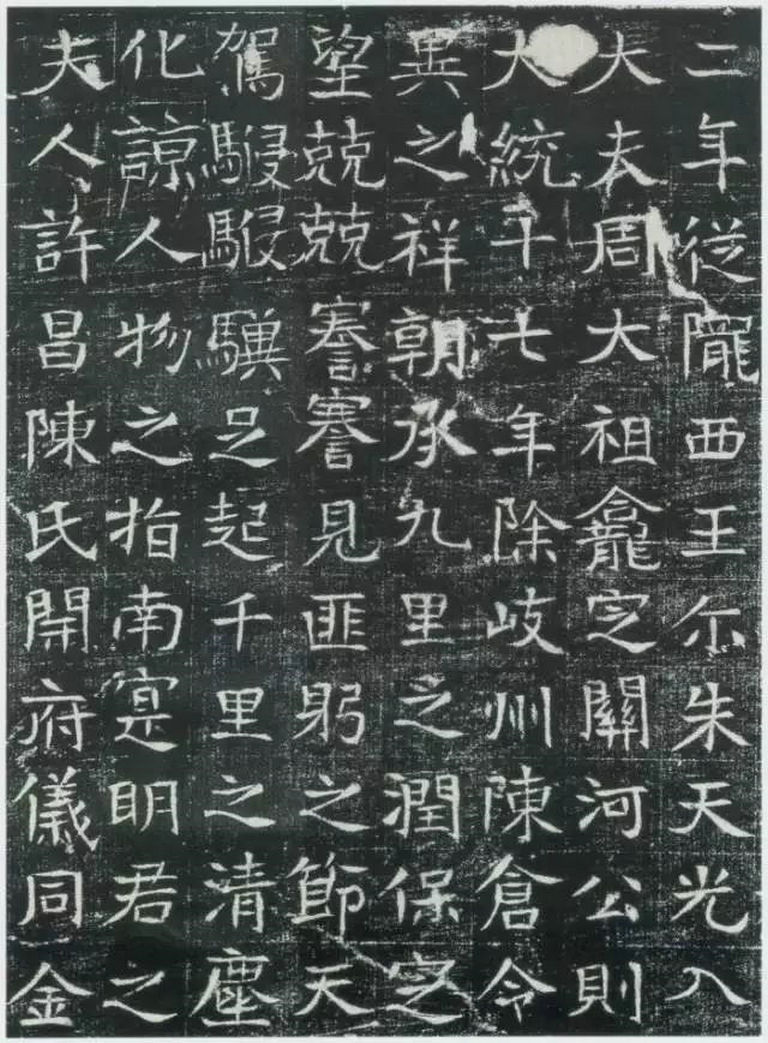 二年從隴西王尒朱天光入
大夫周大祖龕定關河公則
大統十七年除岐州陳倉令
異之祥朝承九里之潤保定
望兢兢謇謇見匪躬之節天
駕駸駸驥足起千里之清塵
化諒人物之指南寔明君之
夫人許昌陳氏開府儀同金